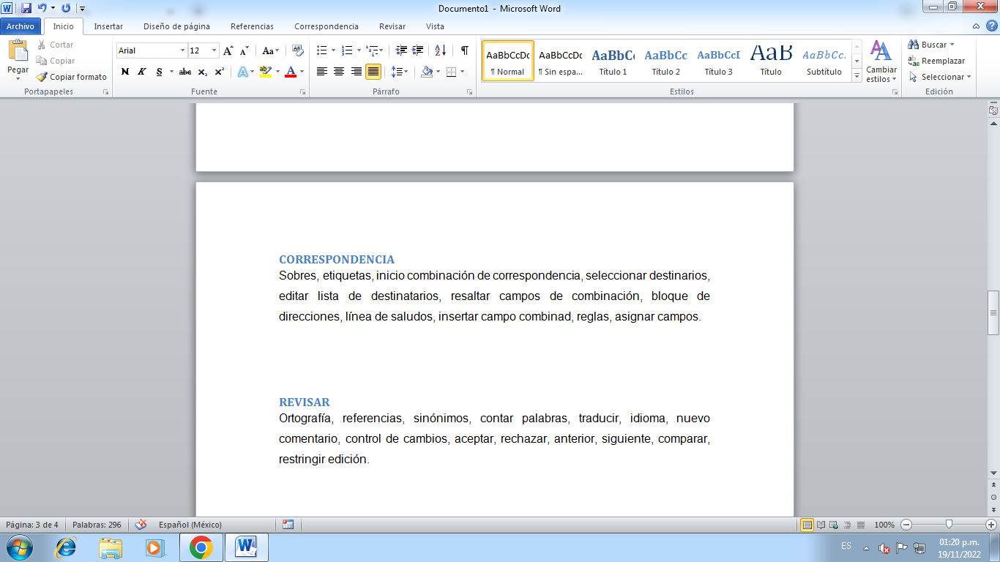 Documento1 - Microsoft Word
Archivo Inicio Insertar Diseño de página Referencias Correspondencia Revisar Vista
Pegar
Cortar
Copiar
Copiar formato
Portapapeles
Arial 12
Aa
N K S abc x₂ x² A ab A
Fuente
Párrafo
AaBbCcDc AaBbCcDc AaBbC AaBbCc AaBbCcI AaB AaBbCc.
¶ Normal ¶ Sin espa... Título 1 Título 2 Título 3 Título Subtítulo
Estilos
Cambiar
estilos
Buscar
Reemplazar
Seleccionar
Edición
CORRESPONDENCIA
Sobres, etiquetas, inicio combinación de correspondencia, seleccionar destinarios,
editar lista de destinatarios, resaltar campos de combinación, bloque de
direcciones, línea de saludos, insertar campo combinad, reglas, asignar campos.
REVISAR
Ortografía, referencias, sinónimos, contar palabras, traducir, idioma, nuevo
comentario, control de cambios, aceptar, rechazar, anterior, siguiente, comparar,
restringir edición.
Página: 3 de 4 Palabras: 296 Español (México) 100%
ES 01:20 p.m.
19/11/2022